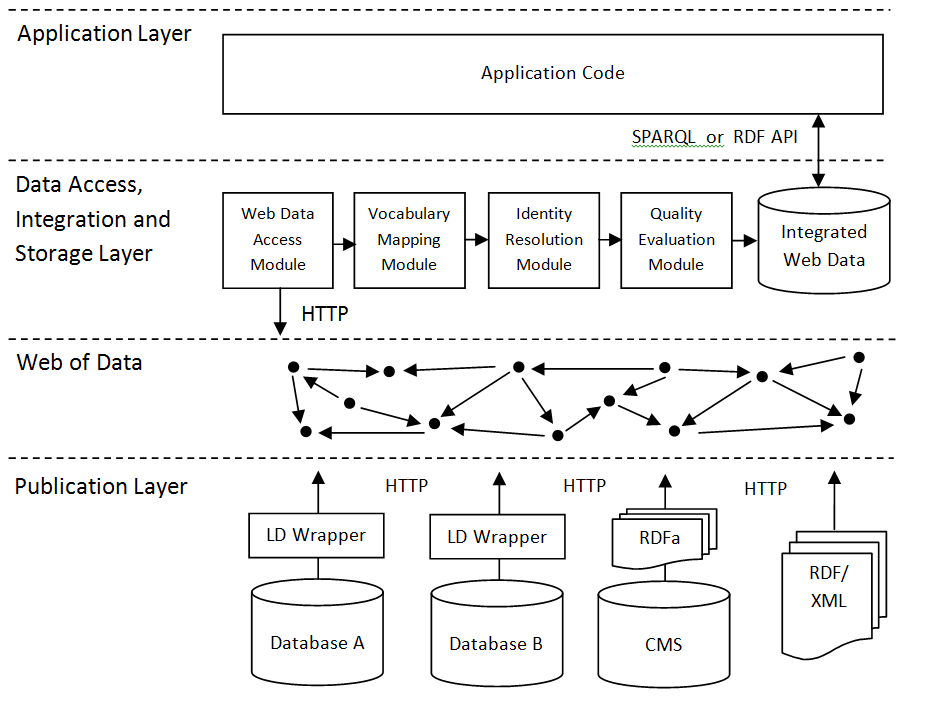 Application Layer
Application Code
SPARQL or RDF API
Data Access,
Integration and
Storage Layer
Web Data
Access
Module
Vocabulary
Mapping
Module
Identity
Resolution
Module
Quality
Evaluation
Module
Integrated
Web Data
HTTP
Web of Data
Publication Layer
HTTP
HTTP
HTTP
LD Wrapper
LD Wrapper
RDFa
RDF/
XML
Database A
Database B
CMS